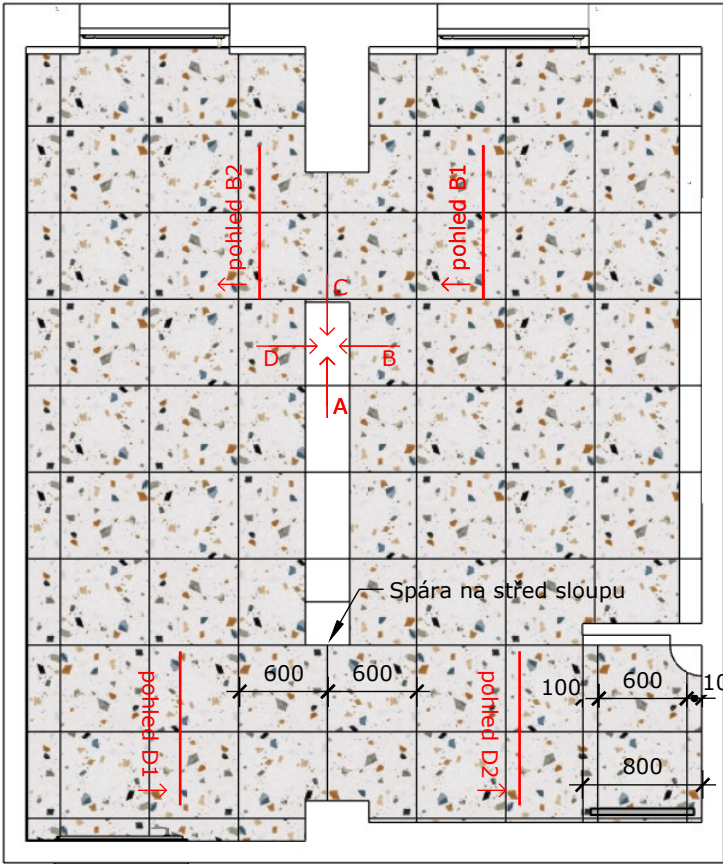 pohled B2
pohled B1
C
D
B
A
Spára na střed sloupu
pohled D1
600
600
pohled D2
100
600
10
800